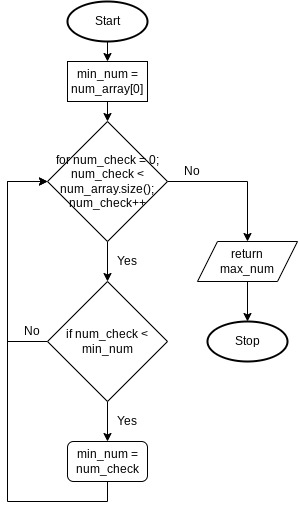 Start
min_num =
num_array[0]
for num_check = 0;
num_check <
num_array.size();
num_check++
No
Yes
return
max_num
if num_check <
min_num
No
Stop
Yes
min_num =
num_check